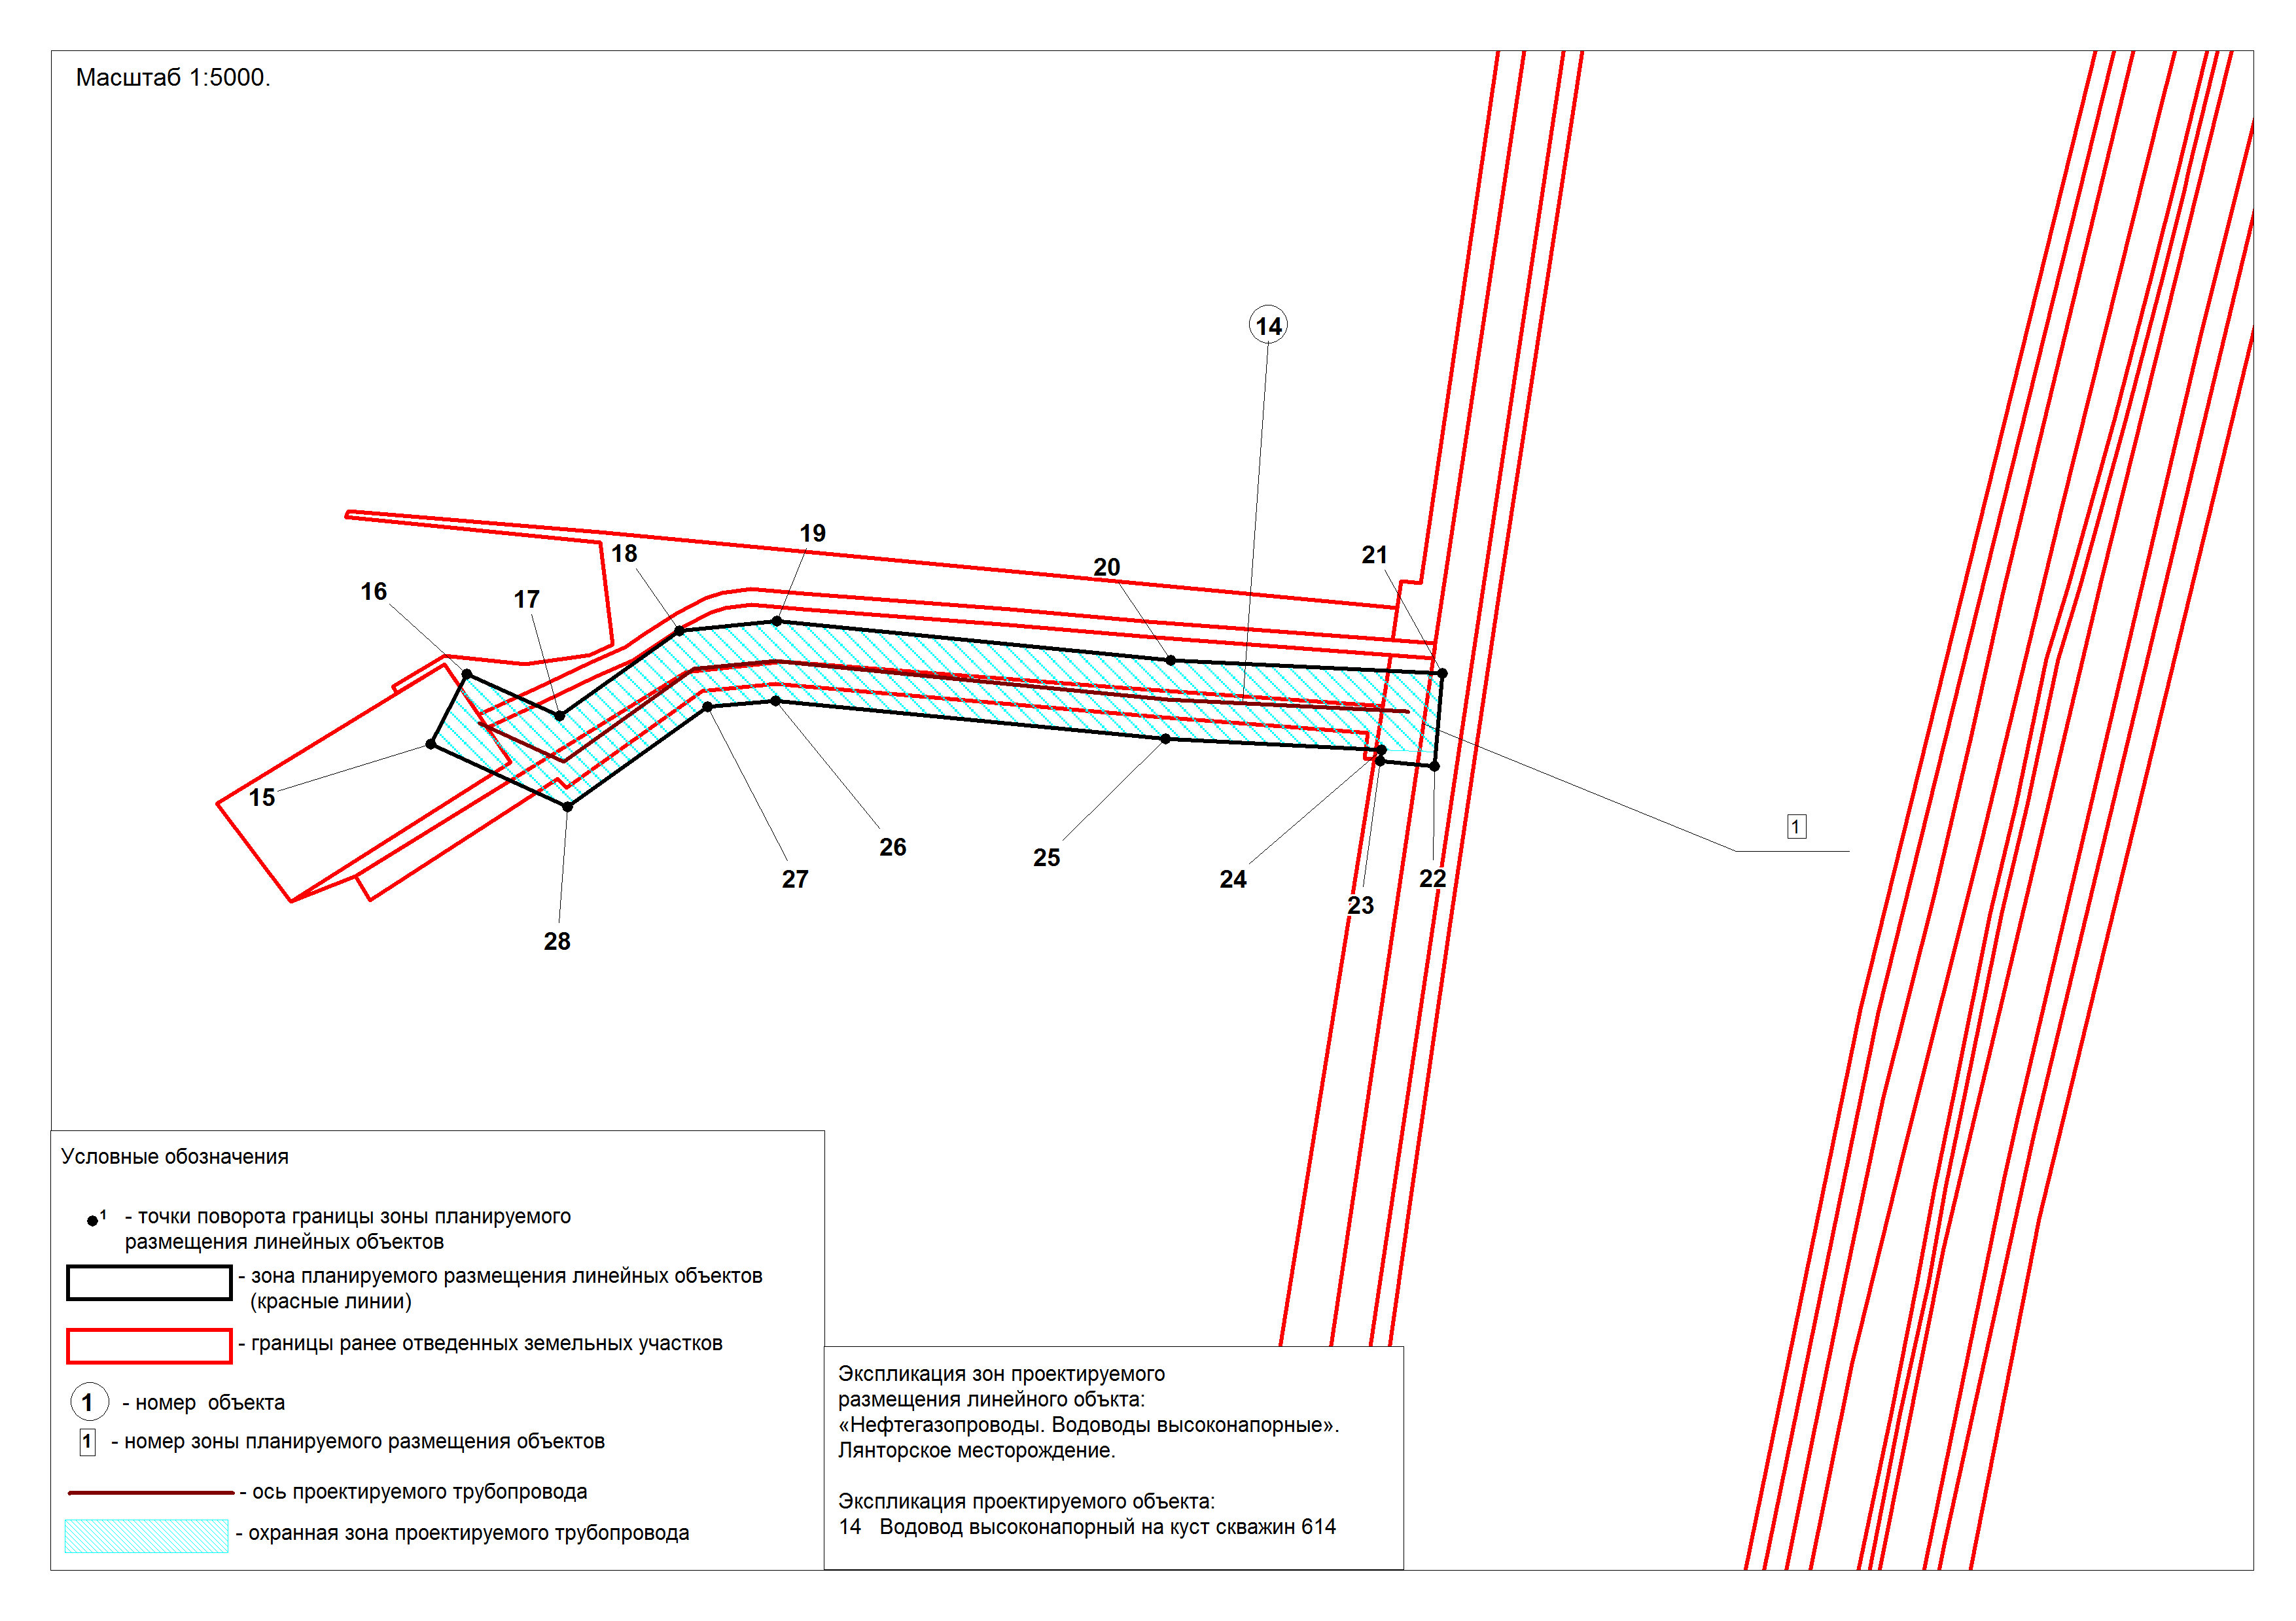 Масштаб 1:5000.
14
19
18
20
21
16
17
15
1
26
25
24
22
27
23
28
Условные обозначения
1 - точки поворота границы зоны планируемого
размещения линейных объектов
- зона планируемого размещения линейных объектов
(красные линии)
- границы ранее отведенных земельных участков
1 - номер объекта
1 - номер зоны планируемого размещения объектов
- ось проектируемого трубопровода
- охранная зона проектируемого трубопровода
Экспликация зон проектируемого
размещения линейного объкта:
«Нефтегазопроводы. Водоводы высоконапорные».
Лянторское месторождение.
Экспликация проектируемого объекта:
14 Водовод высоконапорный на куст скважин 614